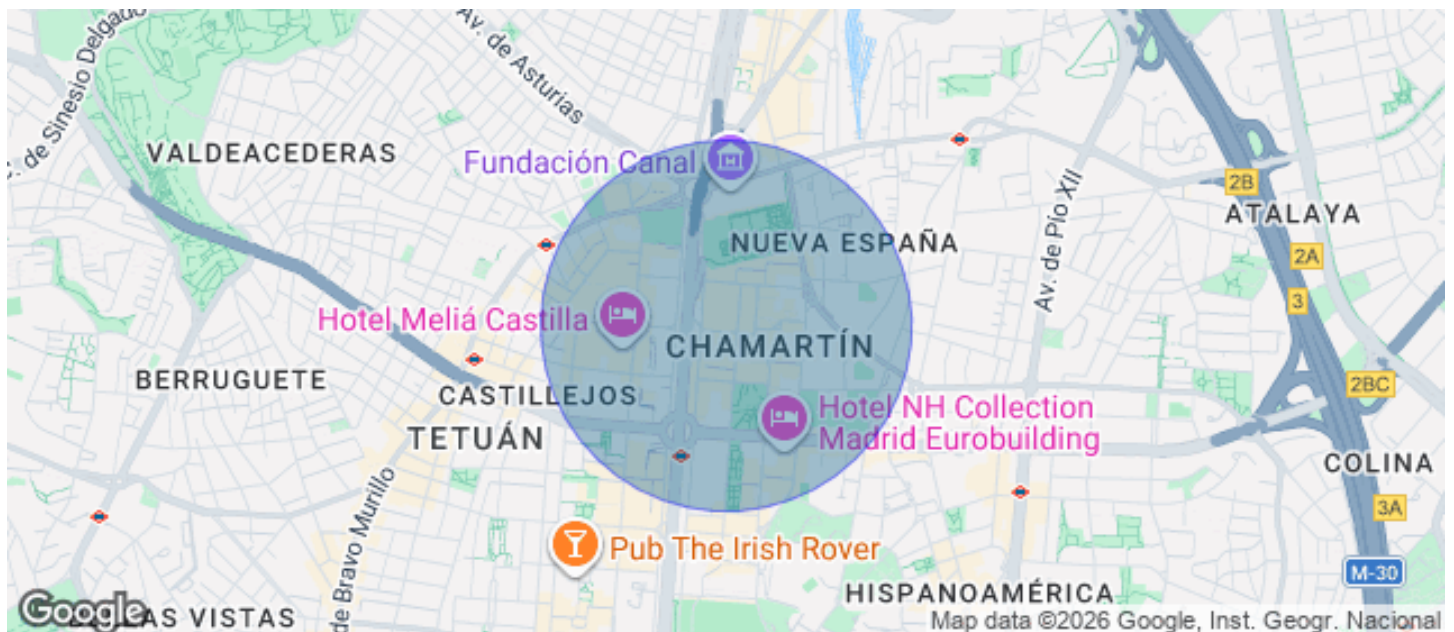 C. de Sinesio Delgado
Av. de Asturias
VALDEACEDERAS
Fundación Canal
NUEVA ESPAÑA
Av. de Pío XII
2B
ATALAYA
2A
3
Hotel Meliá Castilla
CHAMARTÍN
BERRUGUETE
CASTILLEJOS
2BC
Hotel NH Collection
Madrid Eurobuilding
TETUÁN
COLINA
3A
de Bravo Murillo
Pub The Irish Rover
M-30
HISPANOAMÉRICA
Google
AS VISTAS
Map data ©2026 Google, Inst. Geogr. Nacional